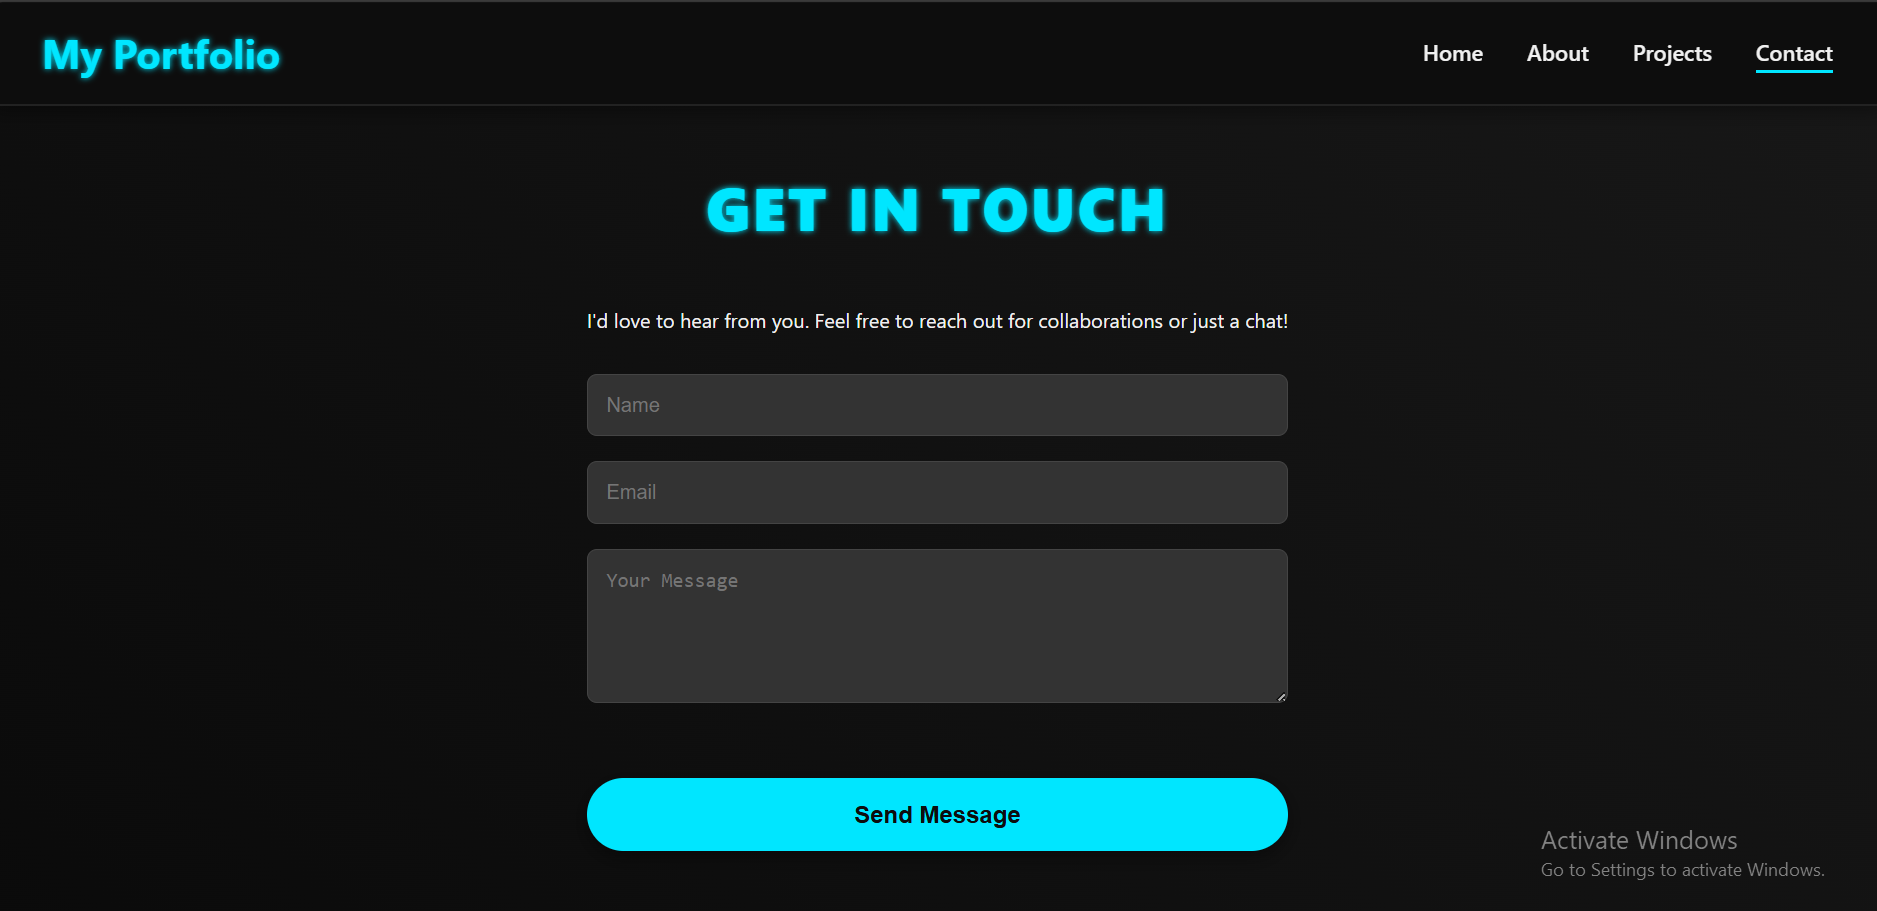 My Portfolio
Home About Projects Contact
GET IN TOUCH
I'd love to hear from you. Feel free to reach out for collaborations or just a chat!
Name
Email
Your Message
Send Message
Activate Windows
Go to Settings to activate Windows.